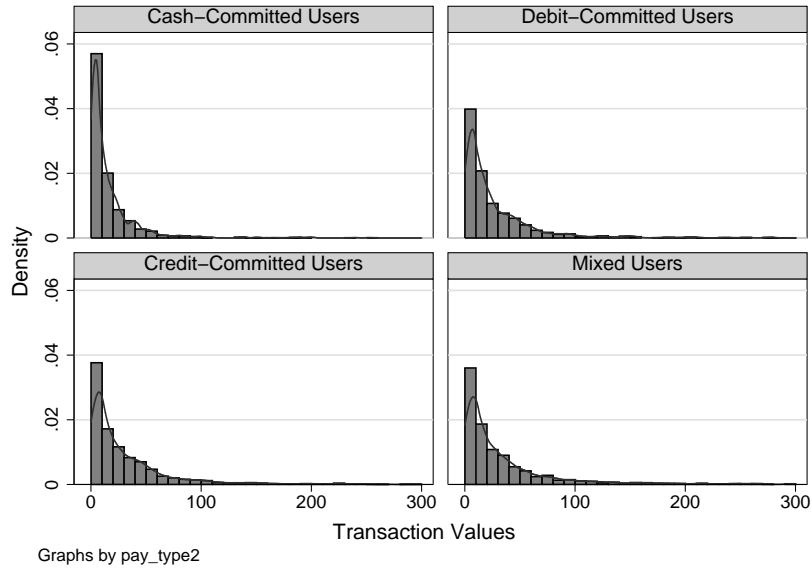 Cash−Committed Users
Debit−Committed Users
.06
.04
.02
0
Credit−Committed Users
Mixed Users
.06
.04
.02
0
0
100
200
300
0
100
200
300
Density
Transaction Values
Graphs by pay_type2